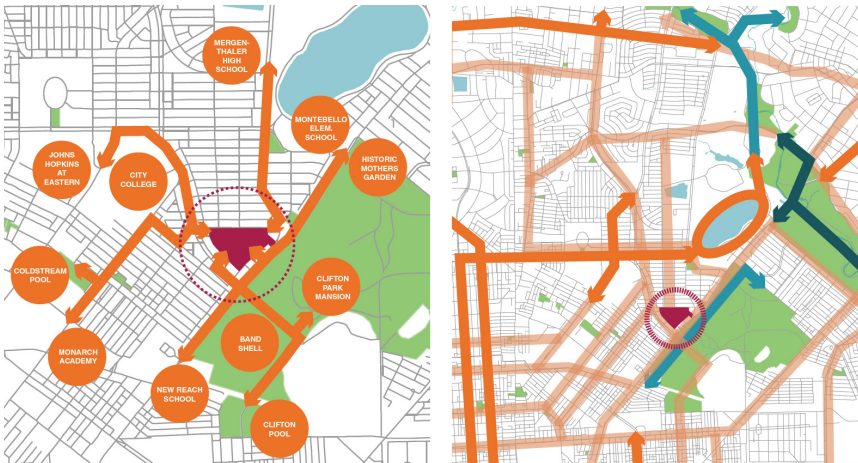 MERGEN-
THALER
HIGH
SCHOOL
MONTEBELLO
ELEM.
SCHOOL
JOHNS
HOPKINS
AT
EASTERN
CITY
COLLEGE
HISTORIC
MOTHERS
GARDEN
COLDSTREAM
POOL
CLIFTON
PARK
MANSION
BAND
SHELL
MONARCH
ACADEMY
NEW REACH
SCHOOL
CLIFTON
POOL